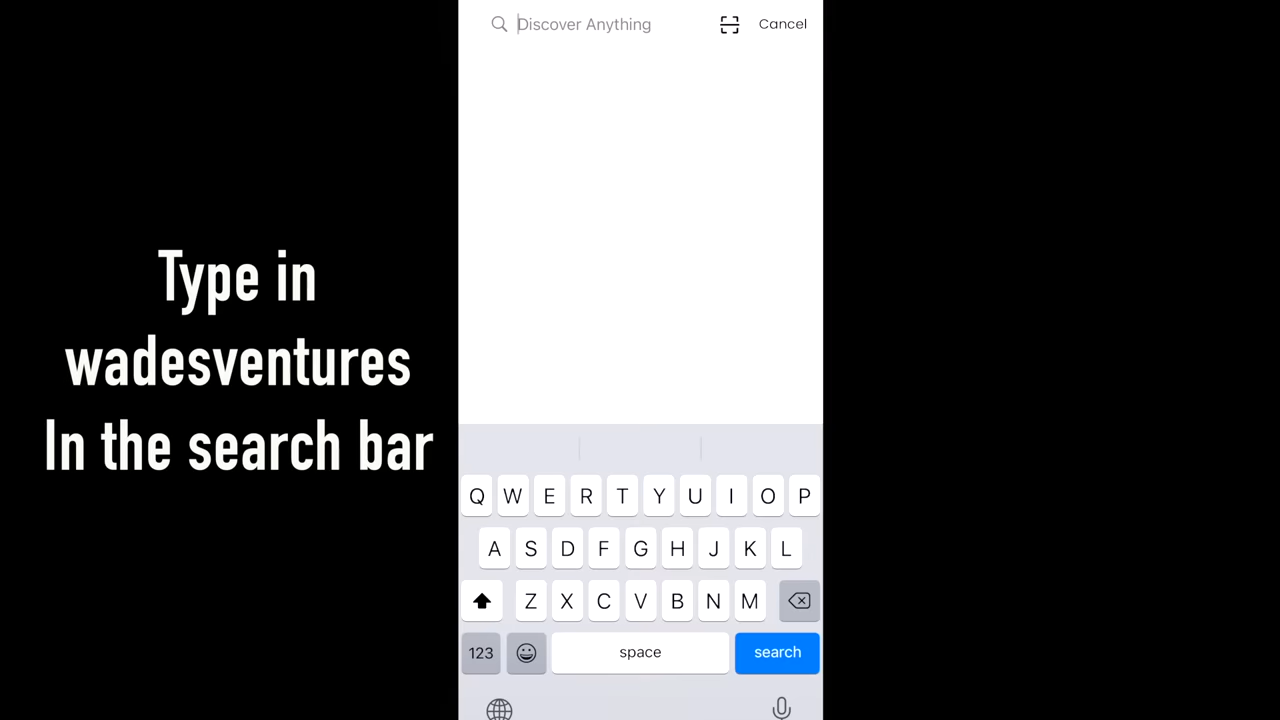 Discover Anything
Cancel
Type in
wadesventures
In the search bar
Q W E R T Y U I O P
A S D F G H J K L
Z X C V B N M
123 space search